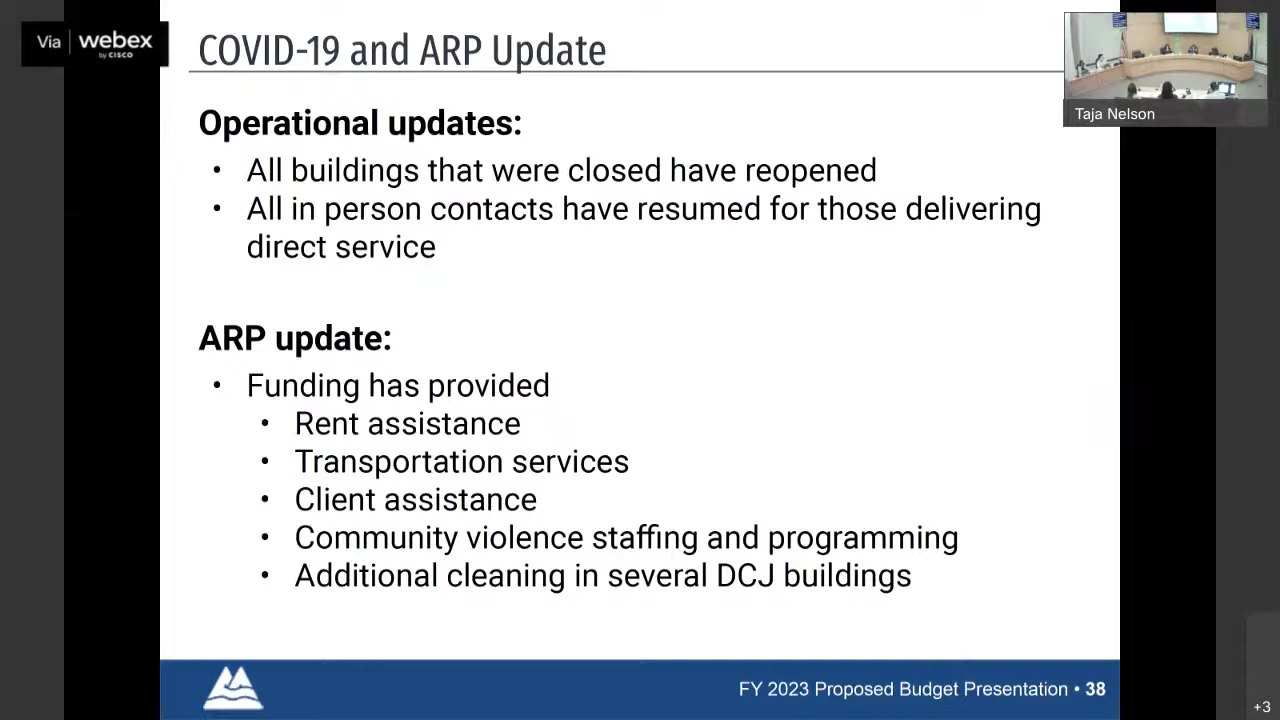 Via webex
by CISCO
COVID-19 and ARP Update
Taja Nelson
Operational updates:
• All buildings that were closed have reopened
• All in person contacts have resumed for those delivering
direct service
ARP update:
• Funding has provided
• Rent assistance
• Transportation services
• Client assistance
• Community violence staffing and programming
• Additional cleaning in several DCJ buildings
FY 2023 Proposed Budget Presentation • 38
+3